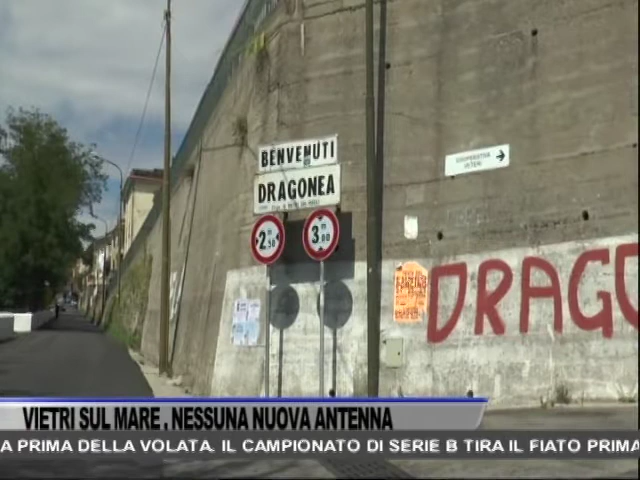 BENVENUTI
DRAGONEA
2.50
m
3.00
m
COOPERATIVA
DRAGO
VIETRI SUL MARE , NESSUNA NUOVA ANTENNA
A PRIMA DELLA VOLATA. IL CAMPIONATO DI SERIE B TIRA IL FIATO PRIMA